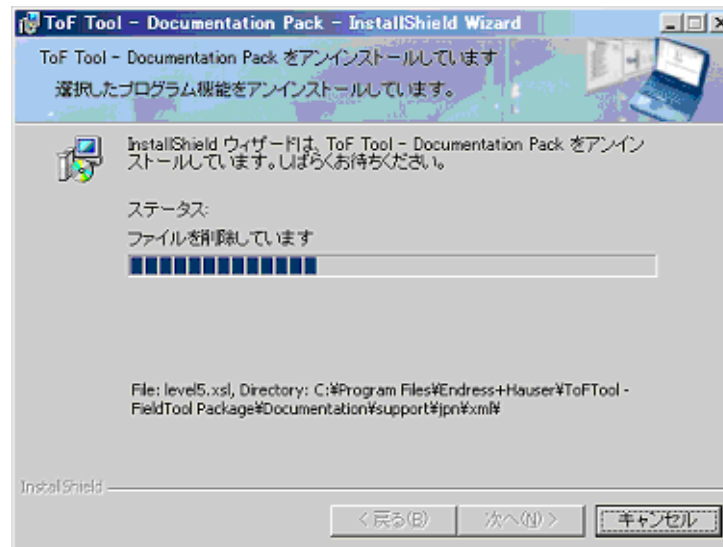 ToF Tool - Documentation Pack - InstallShield Wizard
ToF Tool - Documentation Pack をアンインストールしています
選択したプログラム機能をアンインストールしています。
InstallShield ウィザードは、ToF Tool - Documentation Pack をアンイン
ストールしています。しばらくお待ちください。
ステータス:
ファイルを削除しています
File: level5.xsl, Directory: C:¥Program Files¥Endress+Hauser¥ToFTool -
FieldTool Package¥Documentation¥support¥jpn¥xml¥
InstallShield
< 戻る(B)
次へ(N) >
キャンセル